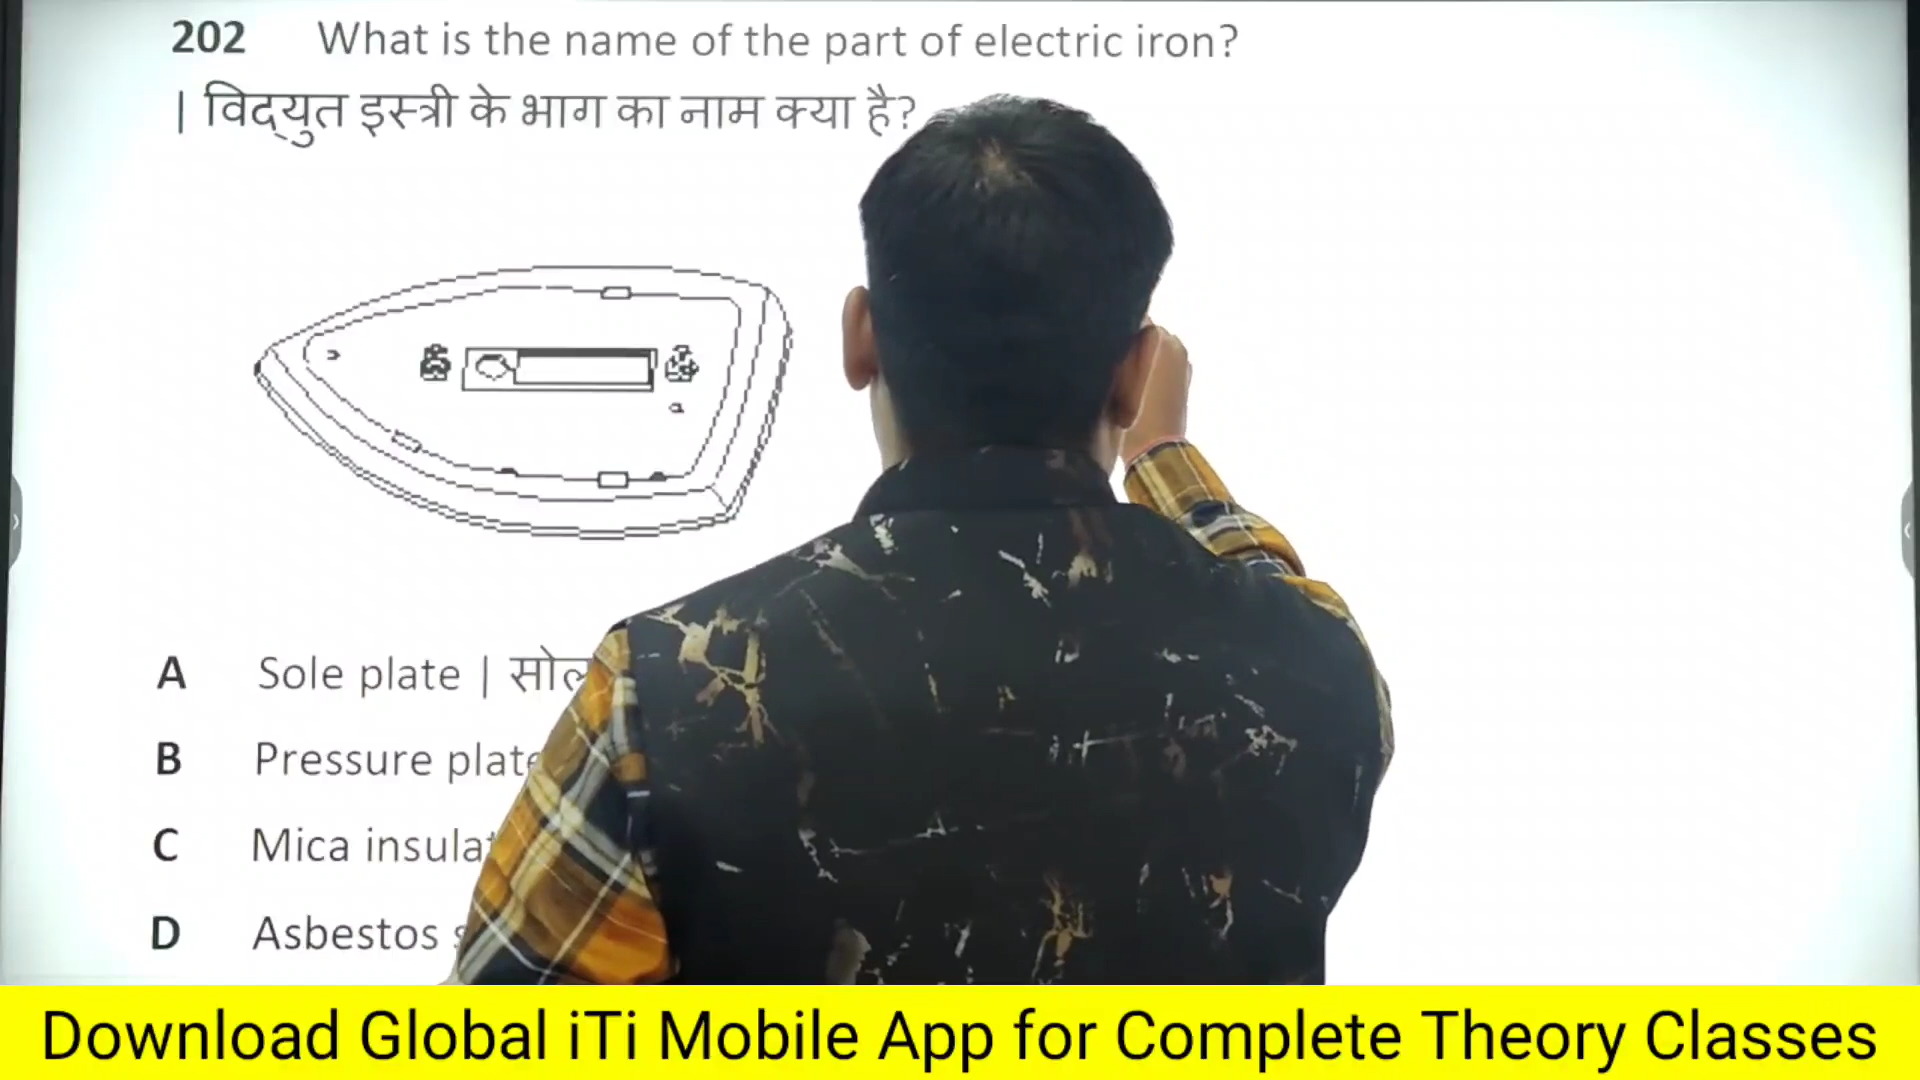 202 What is the name of the part of electric iron?
| विद्युत इस्त्री के भाग का नाम क्या है?
A Sole plate |
B Pressure plate
C Mica
D Asbestos
Download Global iTi Mobile App for Complete Theory Classes